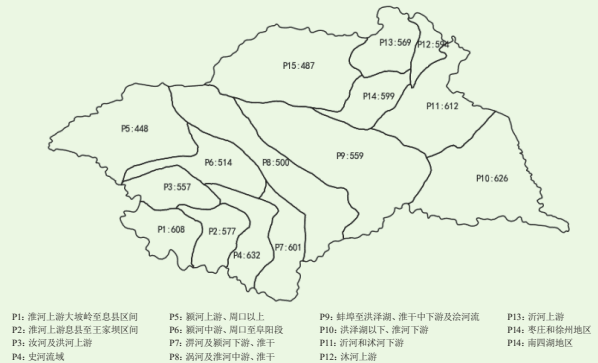 P13:569
P12:594
P15:487
P14:599
P11:612
P5:448
P6:514
P8:500
P9:559
P3:557
P10:626
P1:608
P2:577
P4:632
P7:601
P1: 淮河上游大坡岭至息县区间
P2: 淮河上游息县至王家坝区间
P3: 汝河及洪河上游
P4: 史河流域
P5: 颍河上游、周口以上
P6: 颍河中游、周口至阜阳段
P7: 淠河及颍河下游、淮干
P8: 涡河及淮河中游、淮干
P9: 蚌埠至洪泽湖、淮干中下游及浍河流
P10: 洪泽湖以下、淮河下游
P11: 沂河和沭河下游
P12: 沭河上游
P13: 沂河上游
P14: 枣庄和徐州地区
P14: 南四湖地区